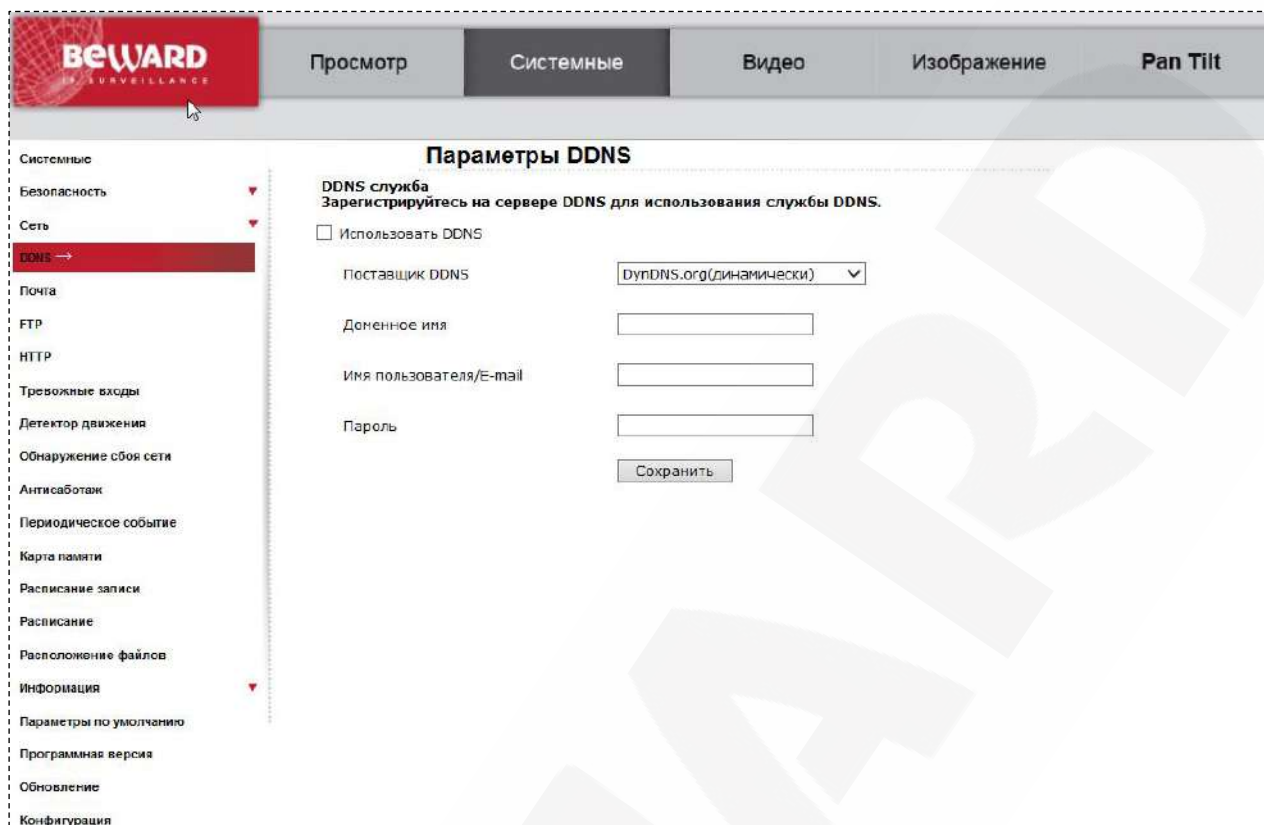 BEWARD
IP SURVEILLANCE
Просмотр
Системные
Видео
Изображение
Pan Tilt
Системные
Безопасность
Сеть
DDNS →
Почта
FTP
HTTP
Тревожные входы
Детектор движения
Обнаружение сбоя сети
Антисаботаж
Периодическое событие
Карта памяти
Расписание записи
Расписание
Расположение файлов
Информация
Параметры по умолчанию
Программная версия
Обновление
Конфигурация
Параметры DDNS
DDNS служба
Зарегистрируйтесь на сервере DDNS для использования службы DDNS.
Использовать DDNS
Поставщик DDNS
DynDNS.org(динамически)
Доменное имя
Имя пользователя/E-mail
Пароль
Сохранить